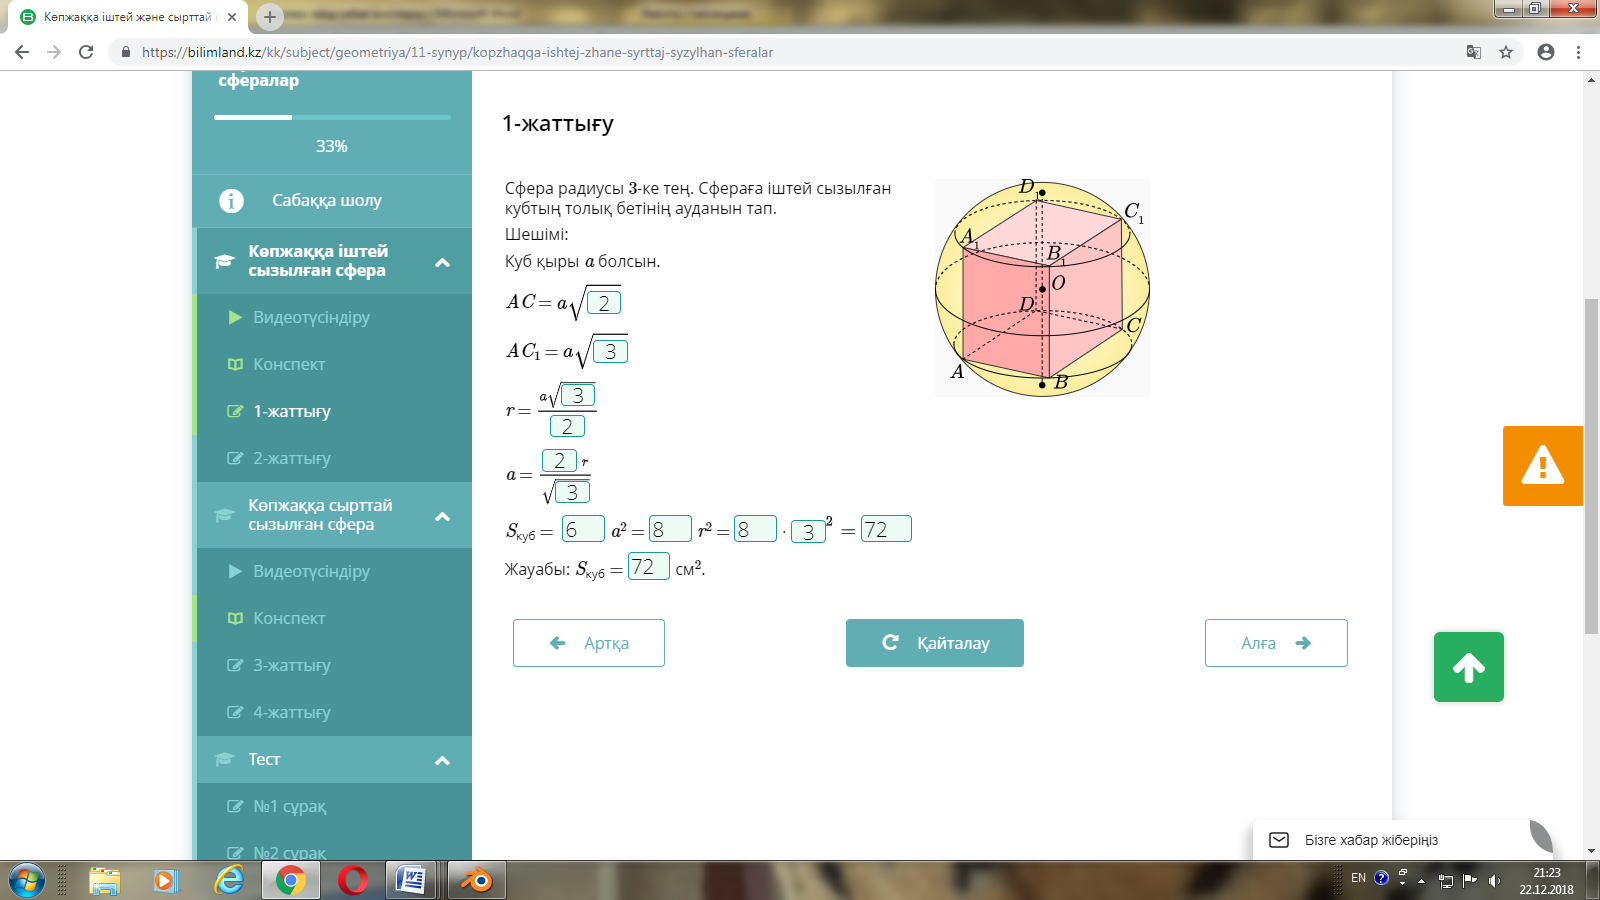 Көпжаққа іштей және сырттай с
https://bilimland.kz/kk/subject/geometriya/11-synyp/kopzhaqqa-ishtej-zhane-syrttaj-syzylhan-sferalar
сфералар
33%
Сабаққа шолу
Көпжаққа іштей
сызылған сфера
Видеотүсіндіру
Конспект
1-жаттығу
2-жаттығу
Көпжаққа сырттай
сызылған сфера
Видеотүсіндіру
Конспект
3-жаттығу
4-жаттығу
Тест
№1 сұрақ
№2 сұрақ
1-жаттығу
Сфера радиусы 3-ке тең. Сфераға іштей сызылған
кубтың толық бетінің ауданын тап.
Шешімі:
Куб қыры a болсын.
AC = a√2
AC₁ = a√3
r = a√3 / 2
a = 2 r / √3
Sкуб = 6 a² = 8 r² = 8 · 3² = 72
Жауабы: Sкуб = 72 см².
D₁
C₁
A₁
B₁
O
D
C
A
B
Артқа
Қайталау
Алға
Бізге хабар жіберіңіз
EN
21:23
22.12.2018